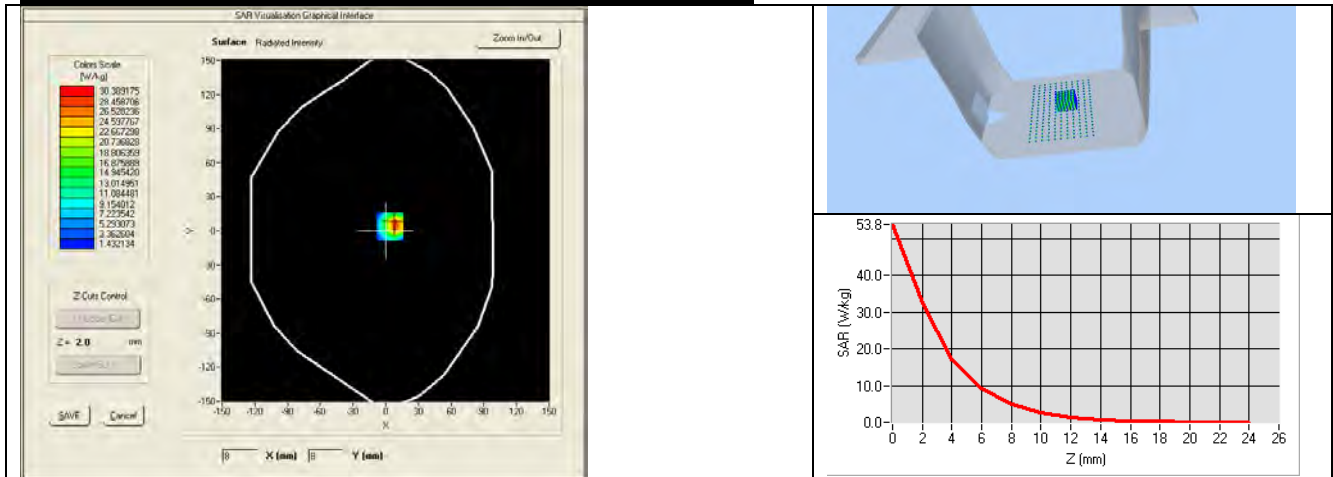 SAR Visualisation Graphical Interface
Surface Radiated Intensity
Zoom In/Out
Colors Scale
[W/kg]
30.389175
28.458706
26.528236
24.597767
22.667298
20.736828
18.806359
16.875889
14.945420
13.014951
11.084481
9.154012
7.223542
5.293073
3.362604
1.432134
Z Cuts Control
Z = 2.0 mm
SAVE
Cancel
150-
120-
90-
60-
30-
0-
-30-
-60-
-90-
-120-
-150-
Y
-150 -120 -90 -60 -30 0 30 60 90 120 150
X
8 X (mm) 8 Y (mm)
53.8-
40.0-
30.0-
20.0-
10.0-
0.0-
SAR (W/kg)
0 2 4 6 8 10 12 14 16 18 20 22 24 26
Z (mm)